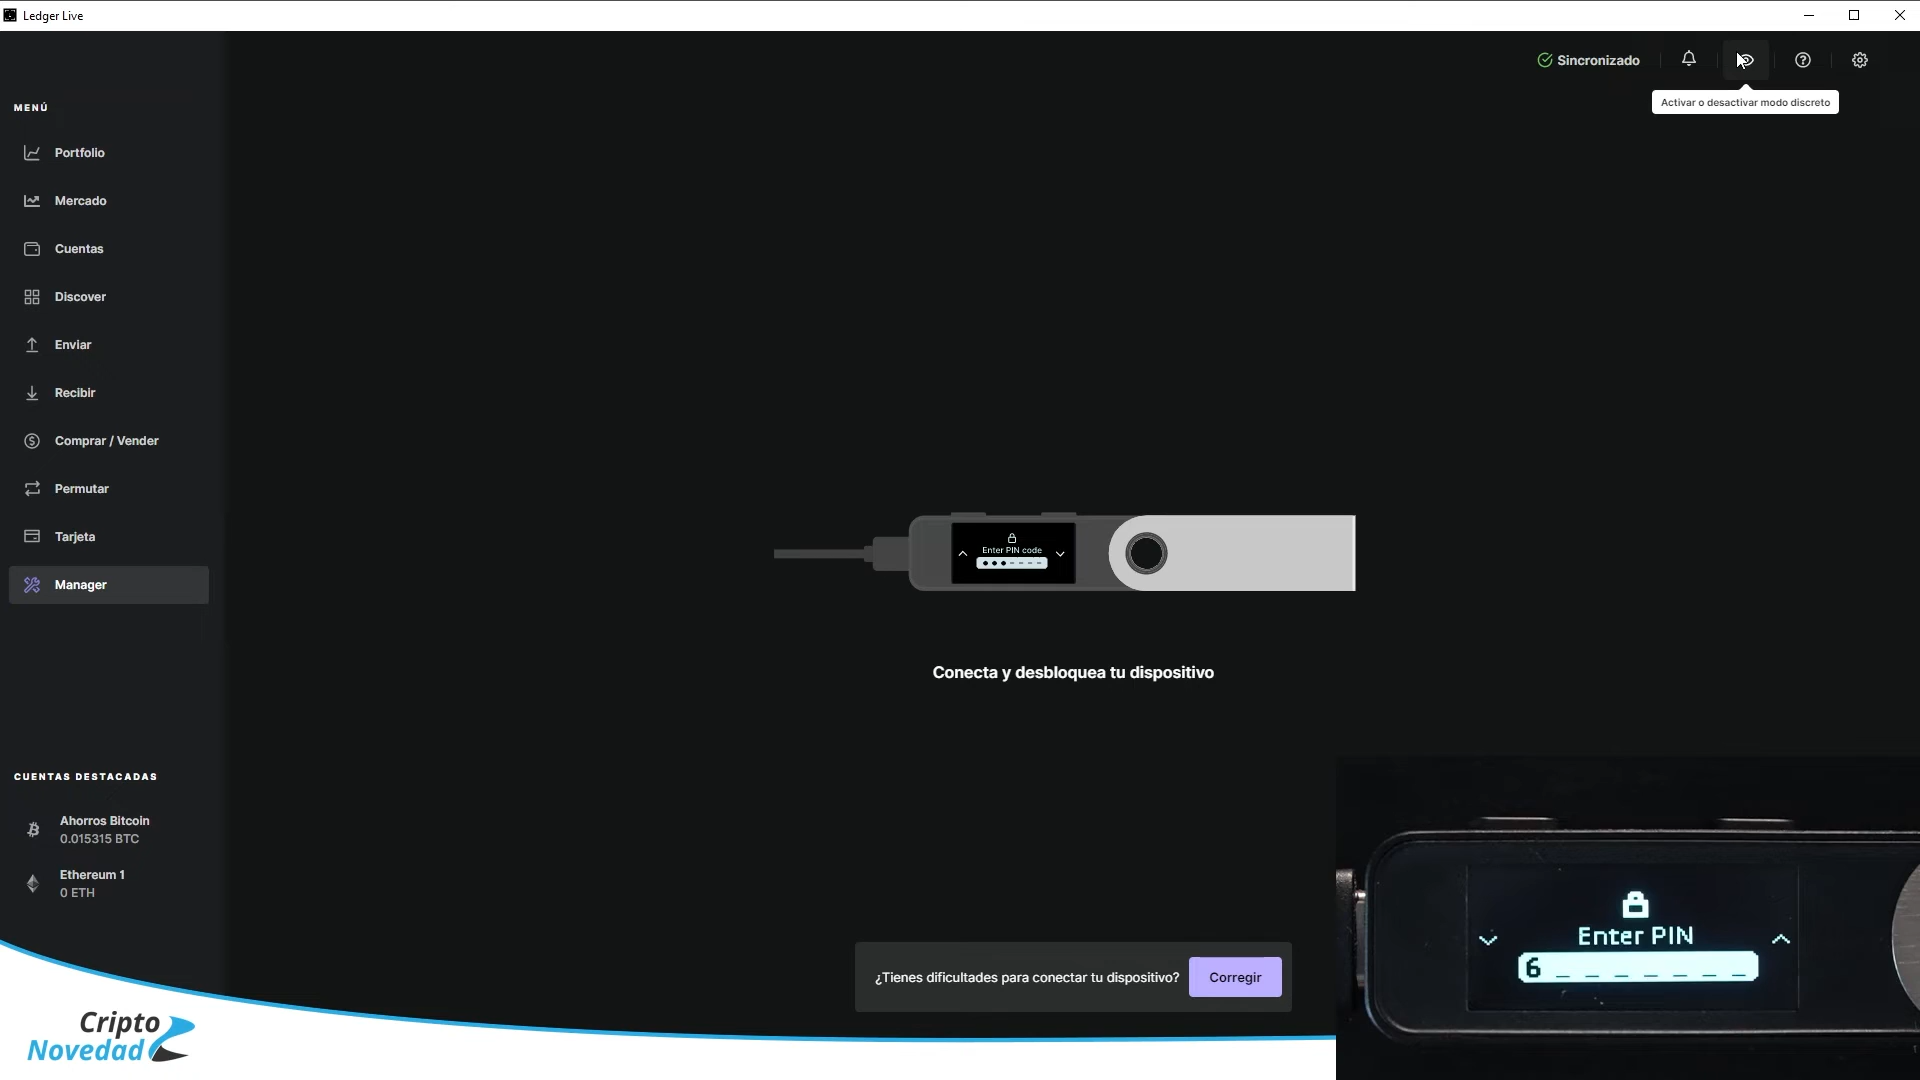 Ledger Live
Sincronizado
Activar o desactivar modo discreto
MENÚ
Portfolio
Mercado
Cuentas
Discover
Enviar
Recibir
Comprar / Vender
Permutar
Tarjeta
Manager
Enter PIN code
Conecta y desbloquea tu dispositivo
CUENTAS DESTACADAS
Ahorros Bitcoin
0.015315 BTC
Ethereum 1
0 ETH
¿Tienes dificultades para conectar tu dispositivo?
Corregir
Enter PIN
6 _ _ _ _ _ _ _
Cripto
Novedad